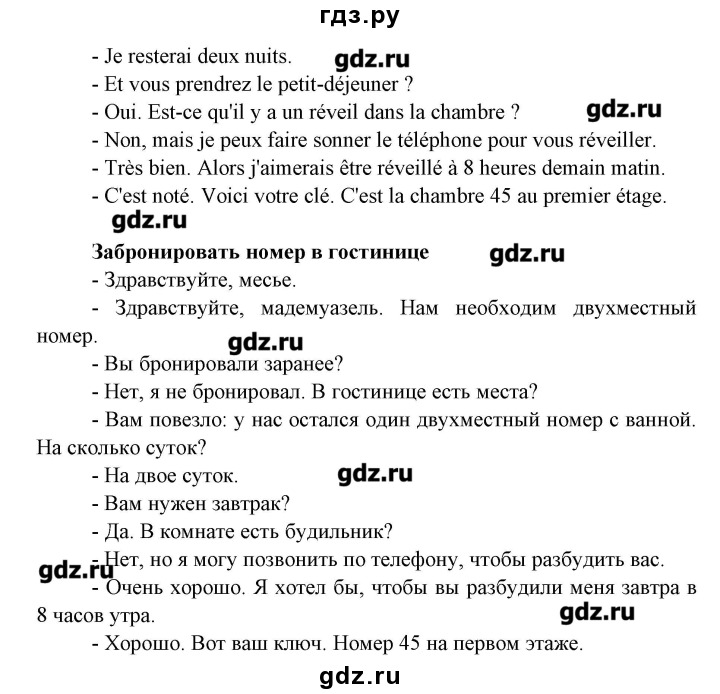 гдз.ру
- Je resterai deux nuits.
gdz.ru
- Et vous prendrez le petit-déjeuner ?
- Oui. Est-ce qu'il y a un réveil dans la chambre ?
gdz.ru
- Non, mais je peux faire sonner le téléphone pour vous réveiller.
- Très bien. Alors j'aimerais être réveillé à 8 heures demain matin.
- C'est noté. Voici votre clé. C'est la chambre 45 au premier étage.
gdz.ru
Забронировать номер в гостинице
gdz.ru
- Здравствуйте, месье.
- Здравствуйте, мадемуазель. Нам необходим двухместный
номер.
gdz.ru
- Вы бронировали заранее?
- Нет, я не бронировал. В гостинице есть места?
- Вам повезло: у нас остался один двухместный номер с ванной.
На сколько суток?
- На двое суток.
gdz.ru
- Вам нужен завтрак?
- Да. В комнате есть будильник?
- Нет, но я могу позвонить по телефону, чтобы разбудить вас.
gdz.ru
- Очень хорошо. Я хотел бы, чтобы вы разбудили меня завтра в
8 часов утра.
gdz.ru
- Хорошо. Вот ваш ключ. Номер 45 на первом этаже.
gdz.ru